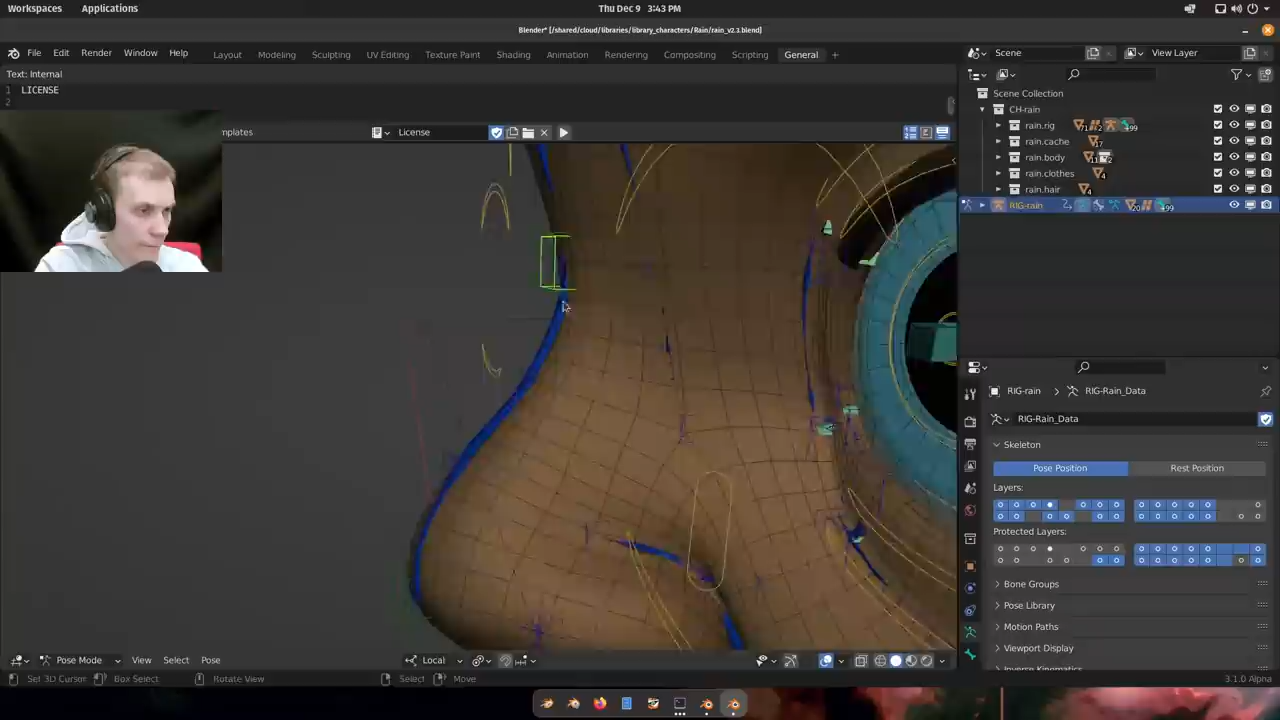 Workspaces Applications Thu Dec 9 3:43 PM
Blender* [/shared/cloud/libraries/library_characters/Rain/rain_v2.3.blend]
File Edit Render Window Help Layout Modeling Sculpting UV Editing Texture Paint Shading Animation Rendering Compositing Scripting General + Scene View Layer
Text: Internal
1 LICENSE
2
mplates License
Scene Collection
CH-rain
rain.rig
rain.cache
rain.body
rain.clothes
rain.hair
RIG-rain
RIG-rain > RIG-Rain_Data
RIG-Rain_Data
Skeleton
Pose Position Rest Position
Layers:
Protected Layers:
Bone Groups
Pose Library
Motion Paths
Viewport Display
Inverse Kinematics
Pose Mode View Select Pose Local
Set 3D Cursor Box Select Rotate View Select Move 3.1.0 Alpha